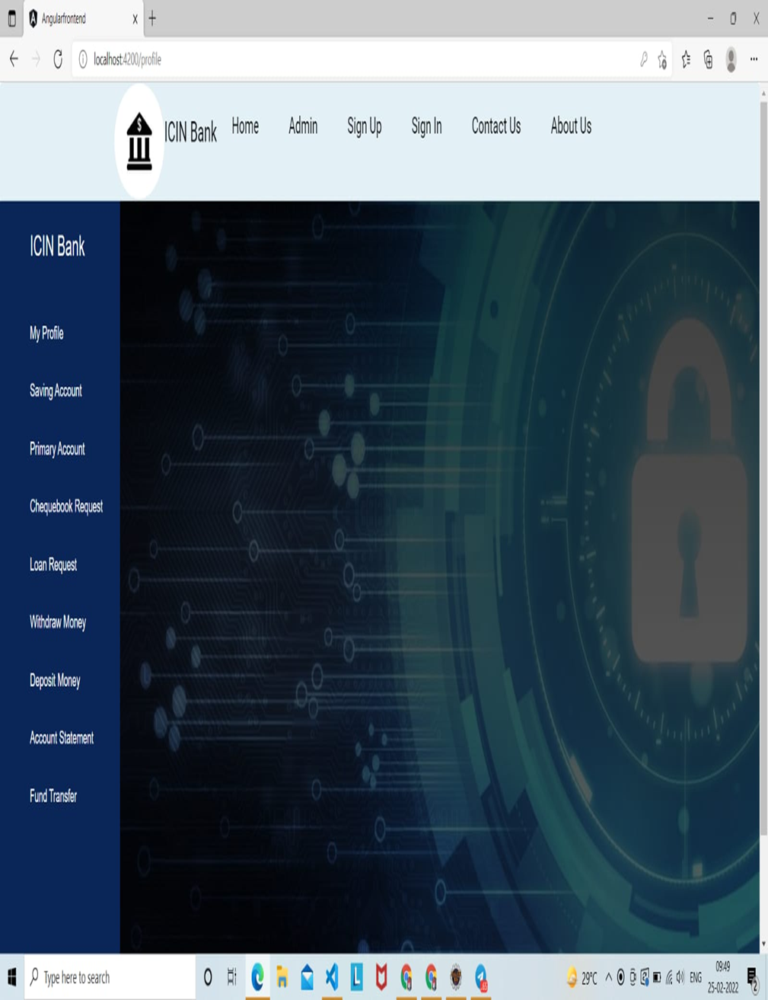 Angularfrontend
localhost:4200/profile
$
ICIN Bank Home Admin Sign Up Sign In Contact Us About Us
ICIN Bank
My Profile
Saving Account
Primary Account
Chequebook Request
Loan Request
Withdraw Money
Deposit Money
Account Statement
Fund Transfer
Type here to search
29°C ENG 09:49
25-02-2022